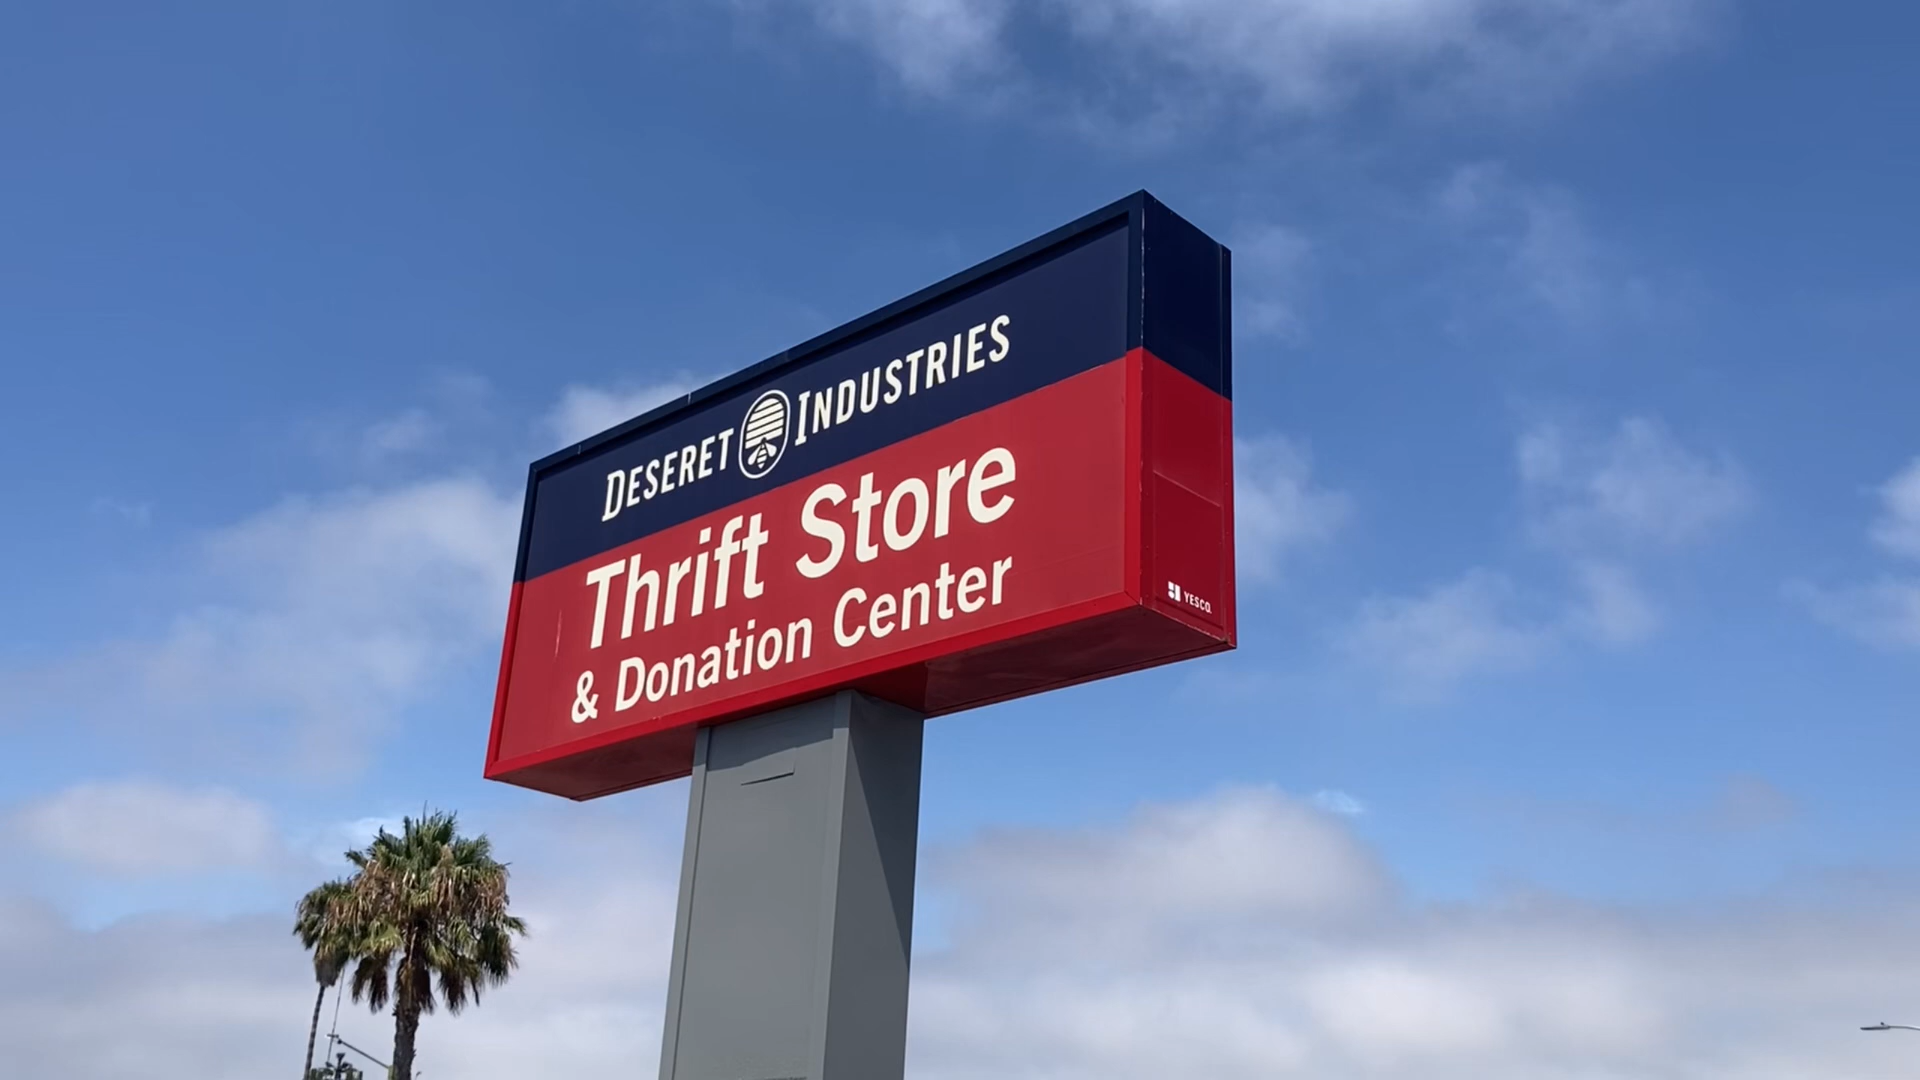 DESERET INDUSTRIES
Thrift Store
& Donation Center
YESCO